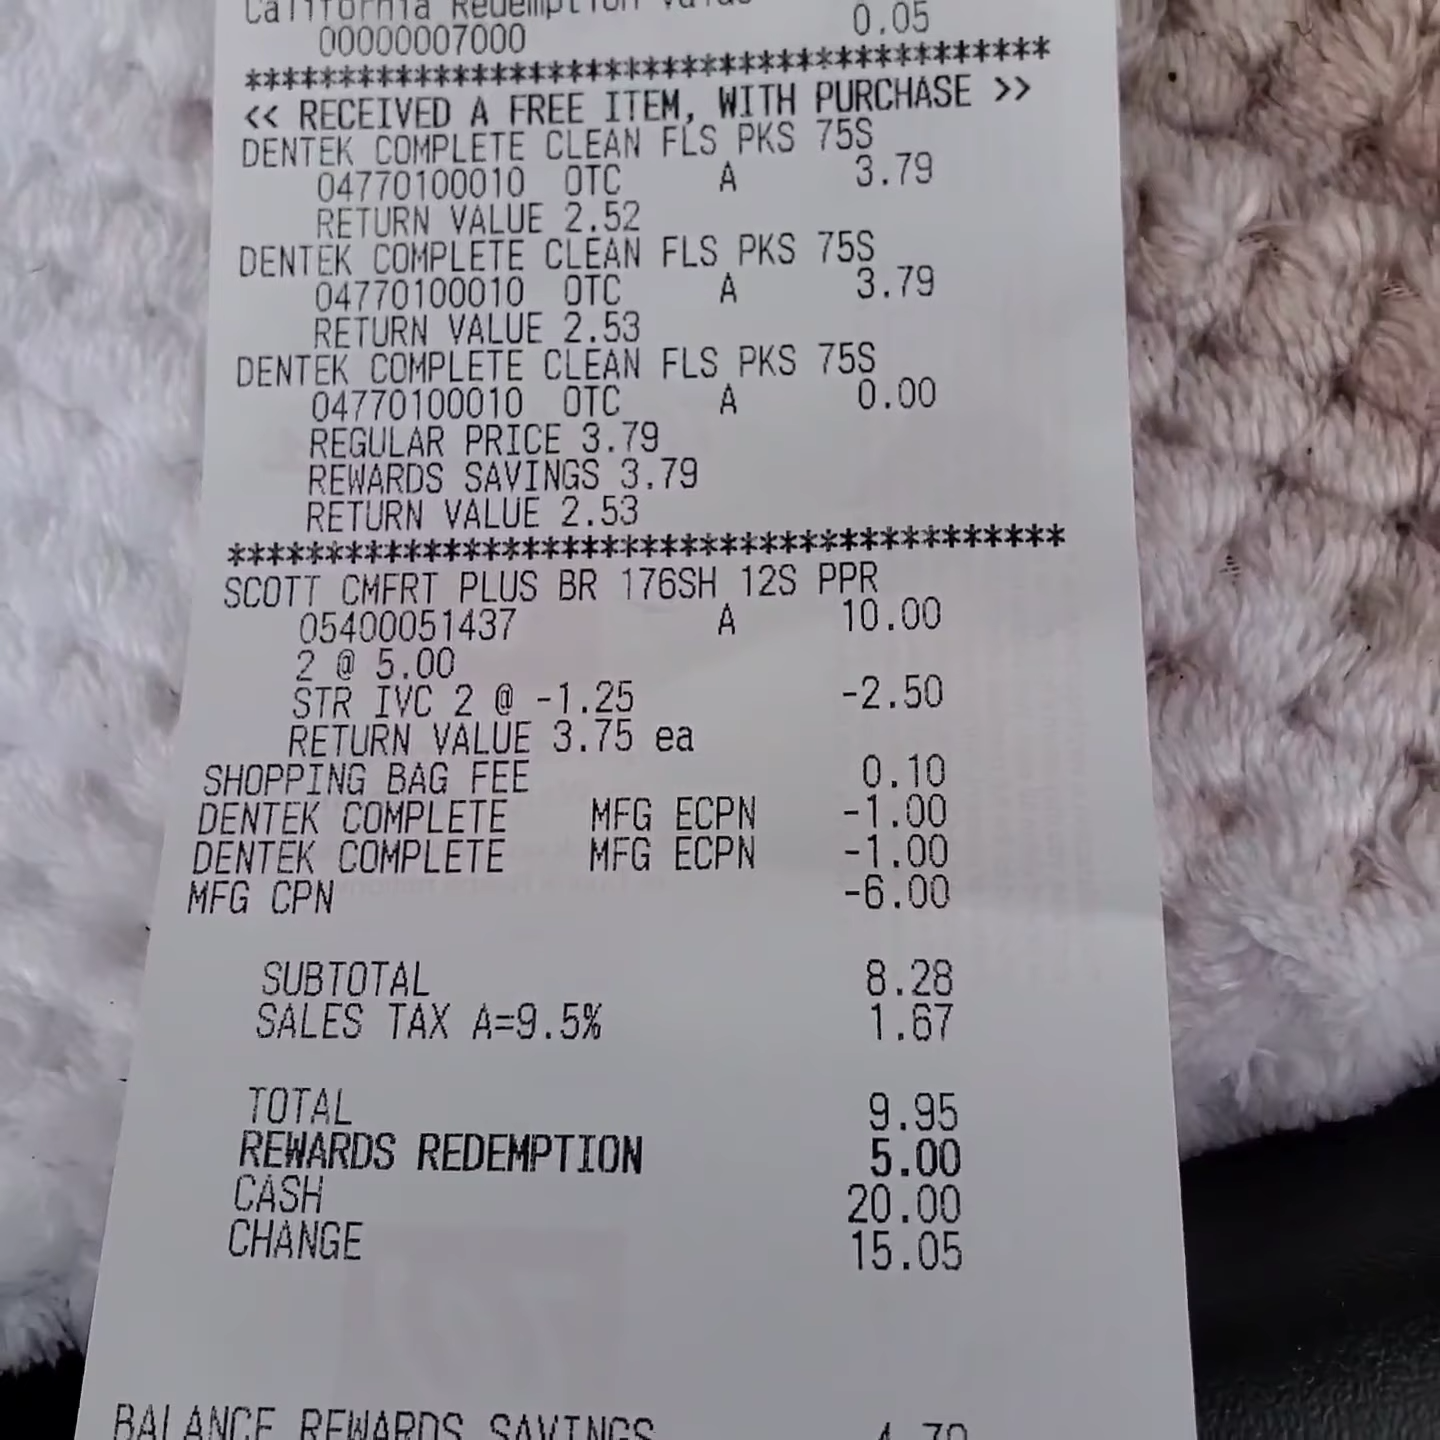 California Redemption Value 0.05
00000007000
******************************************
<< RECEIVED A FREE ITEM, WITH PURCHASE >>
DENTEK COMPLETE CLEAN FLS PKS 75S
04770100010 OTC A 3.79
RETURN VALUE 2.52
DENTEK COMPLETE CLEAN FLS PKS 75S
04770100010 OTC A 3.79
RETURN VALUE 2.53
DENTEK COMPLETE CLEAN FLS PKS 75S
04770100010 OTC A 0.00
REGULAR PRICE 3.79
REWARDS SAVINGS 3.79
RETURN VALUE 2.53
******************************************
SCOTT CMFRT PLUS BR 176SH 12S PPR
05400051437 A 10.00
2 @ 5.00
STR IVC 2 @ -1.25 -2.50
RETURN VALUE 3.75 ea
SHOPPING BAG FEE 0.10
DENTEK COMPLETE MFG ECPN -1.00
DENTEK COMPLETE MFG ECPN -1.00
MFG CPN -6.00
SUBTOTAL 8.28
SALES TAX A=9.5% 1.67
TOTAL 9.95
REWARDS REDEMPTION 5.00
CASH 20.00
CHANGE 15.05
BALANCE REWARDS SAVINGS